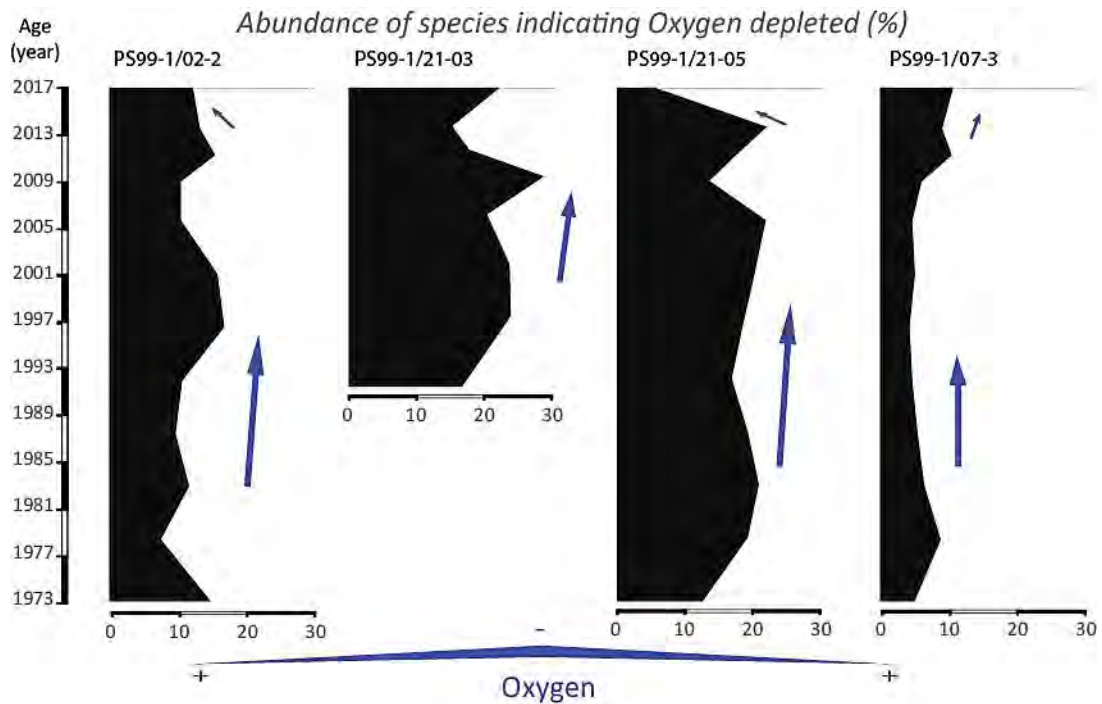 Abundance of species indicating Oxygen depleted (%)
Age
(year)
PS99-1/02-2
PS99-1/21-03
PS99-1/21-05
PS99-1/07-3
2017
2013
2009
2005
2001
1997
1993
1989
1985
1981
1977
1973
0 10 20 30
0 10 20 30
0 10 20 30
0 10 20 30
-
+ +
Oxygen